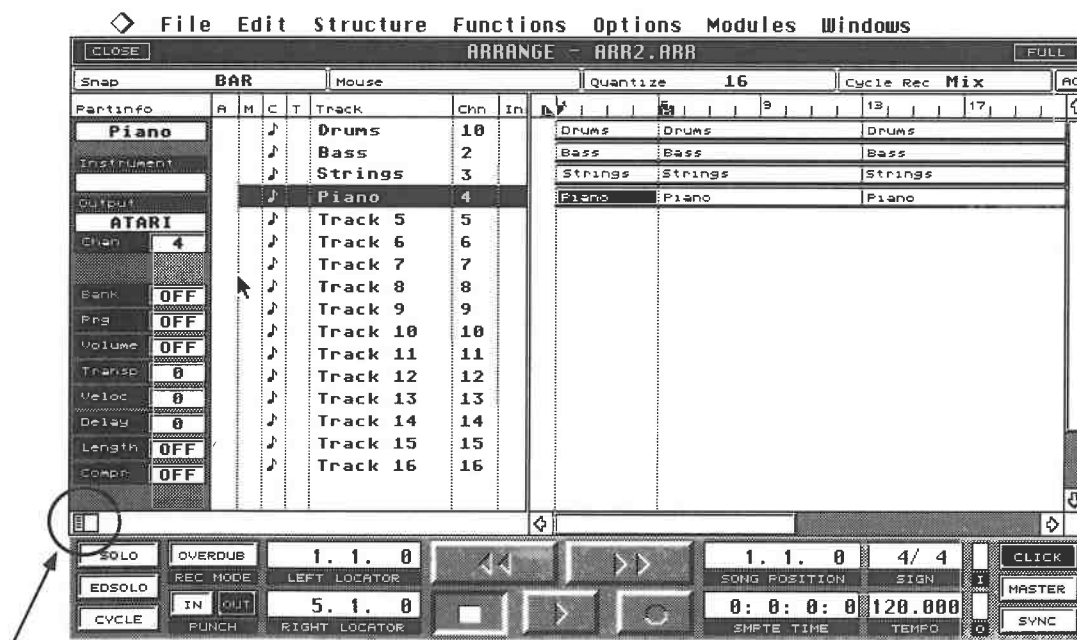 File Edit Structure Functions Options Modules Windows
CLOSE ARRANGE - ARR2.ARR FULL
Snap BAR Mouse Quantize 16 Cycle Rec Mix
Partinfo A M C T Track Chn In 1 5 9 13 17
Piano
Instrument
Output
ATARI
Chan 4
Bank OFF
Prg OFF
Volume OFF
Transp 0
Veloc 0
Delay 0
Length OFF
Compr OFF
♪ Drums 10
♪ Bass 2
♪ Strings 3
♪ Piano 4
♪ Track 5 5
♪ Track 6 6
♪ Track 7 7
♪ Track 8 8
♪ Track 9 9
♪ Track 10 10
♪ Track 11 11
♪ Track 12 12
♪ Track 13 13
♪ Track 14 14
♪ Track 15 15
♪ Track 16 16
Drums Drums Drums
Bass Bass Bass
Strings Strings Strings
Piano Piano Piano
SOLO OVERDUB 1. 1. 0 1. 1. 0 4/ 4 CLICK
REC MODE LEFT LOCATOR SONG POSITION SIGN I
EDSOLO MASTER
IN OUT 5. 1. 0 0: 0: 0: 0 120.000
CYCLE PUNCH RIGHT LOCATOR SMPTE TIME TEMPO O SYNC